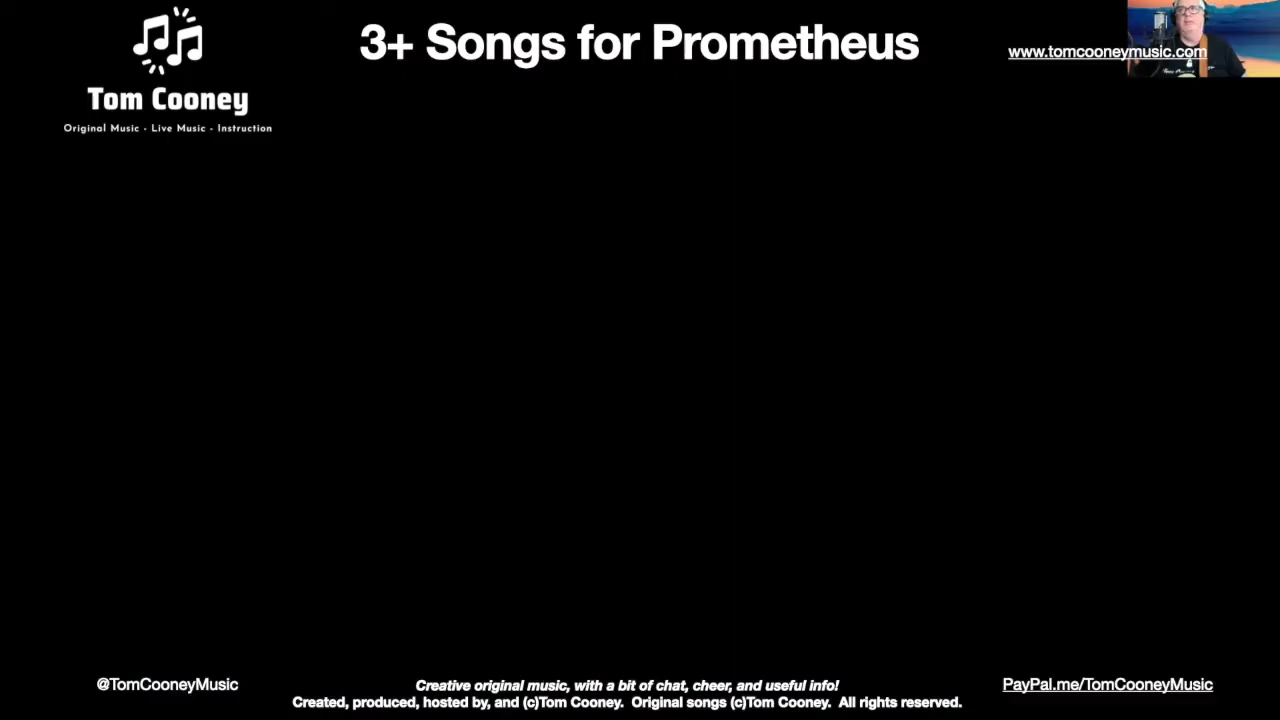 3+ Songs for Prometheus
www.tomcooneymusic.com
Tom Cooney
Original Music - Live Music - Instruction
@TomCooneyMusic
Creative original music, with a bit of chat, cheer, and useful info!
PayPal.me/TomCooneyMusic
Created, produced, hosted by, and (c)Tom Cooney.  Original songs (c)Tom Cooney.  All rights reserved.